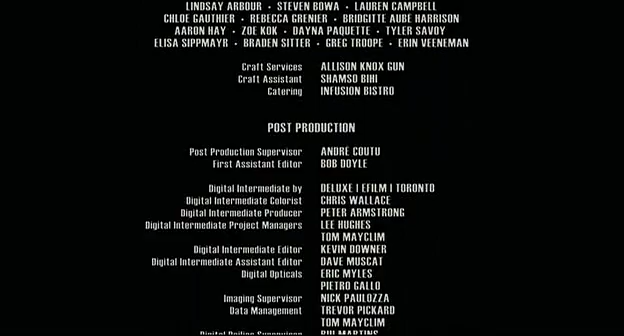 LINDSAY ARBOUR • STEVEN BOWA • LAUREN CAMPBELL
CHLOE GAUTHIER • REBECCA GRENIER • BRIDGITTE AUBÉ HARRISON
AARON HAY • ZOE KOK • DAYNA PAQUETTE • TYLER SAVOY
ELISA SIPPMAYR • BRADEN SITTER • GREG TROOPE • ERIN VEENEMAN
Craft Services ALLISON KNOX GUN
Craft Assistant SHAMSO BIHI
Catering INFUSION BISTRO
POST PRODUCTION
Post Production Supervisor ANDRÉ COUTU
First Assistant Editor BOB DOYLE
Digital Intermediate by DELUXE | EFILM | TORONTO
Digital Intermediate Colorist CHRIS WALLACE
Digital Intermediate Producer PETER ARMSTRONG
Digital Intermediate Project Managers LEE HUGHES
TOM MAYCLIM
Digital Intermediate Editor KEVIN DOWNER
Digital Intermediate Assistant Editor DAVE MUSCAT
Digital Opticals ERIC MYLES
PIETRO GALLO
Imaging Supervisor NICK PAULOZZA
Data Management TREVOR PICKARD
TOM MAYCLIM
Digital